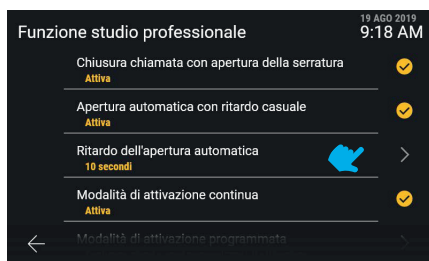 19 AGO 2019
Funzione studio professionale 9:18 AM
Chiusura chiamata con apertura della serratura
Attiva
Apertura automatica con ritardo casuale
Attiva
Ritardo dell'apertura automatica
10 secondi
Modalità di attivazione continua
Attiva
Modalità di attivazione programmata